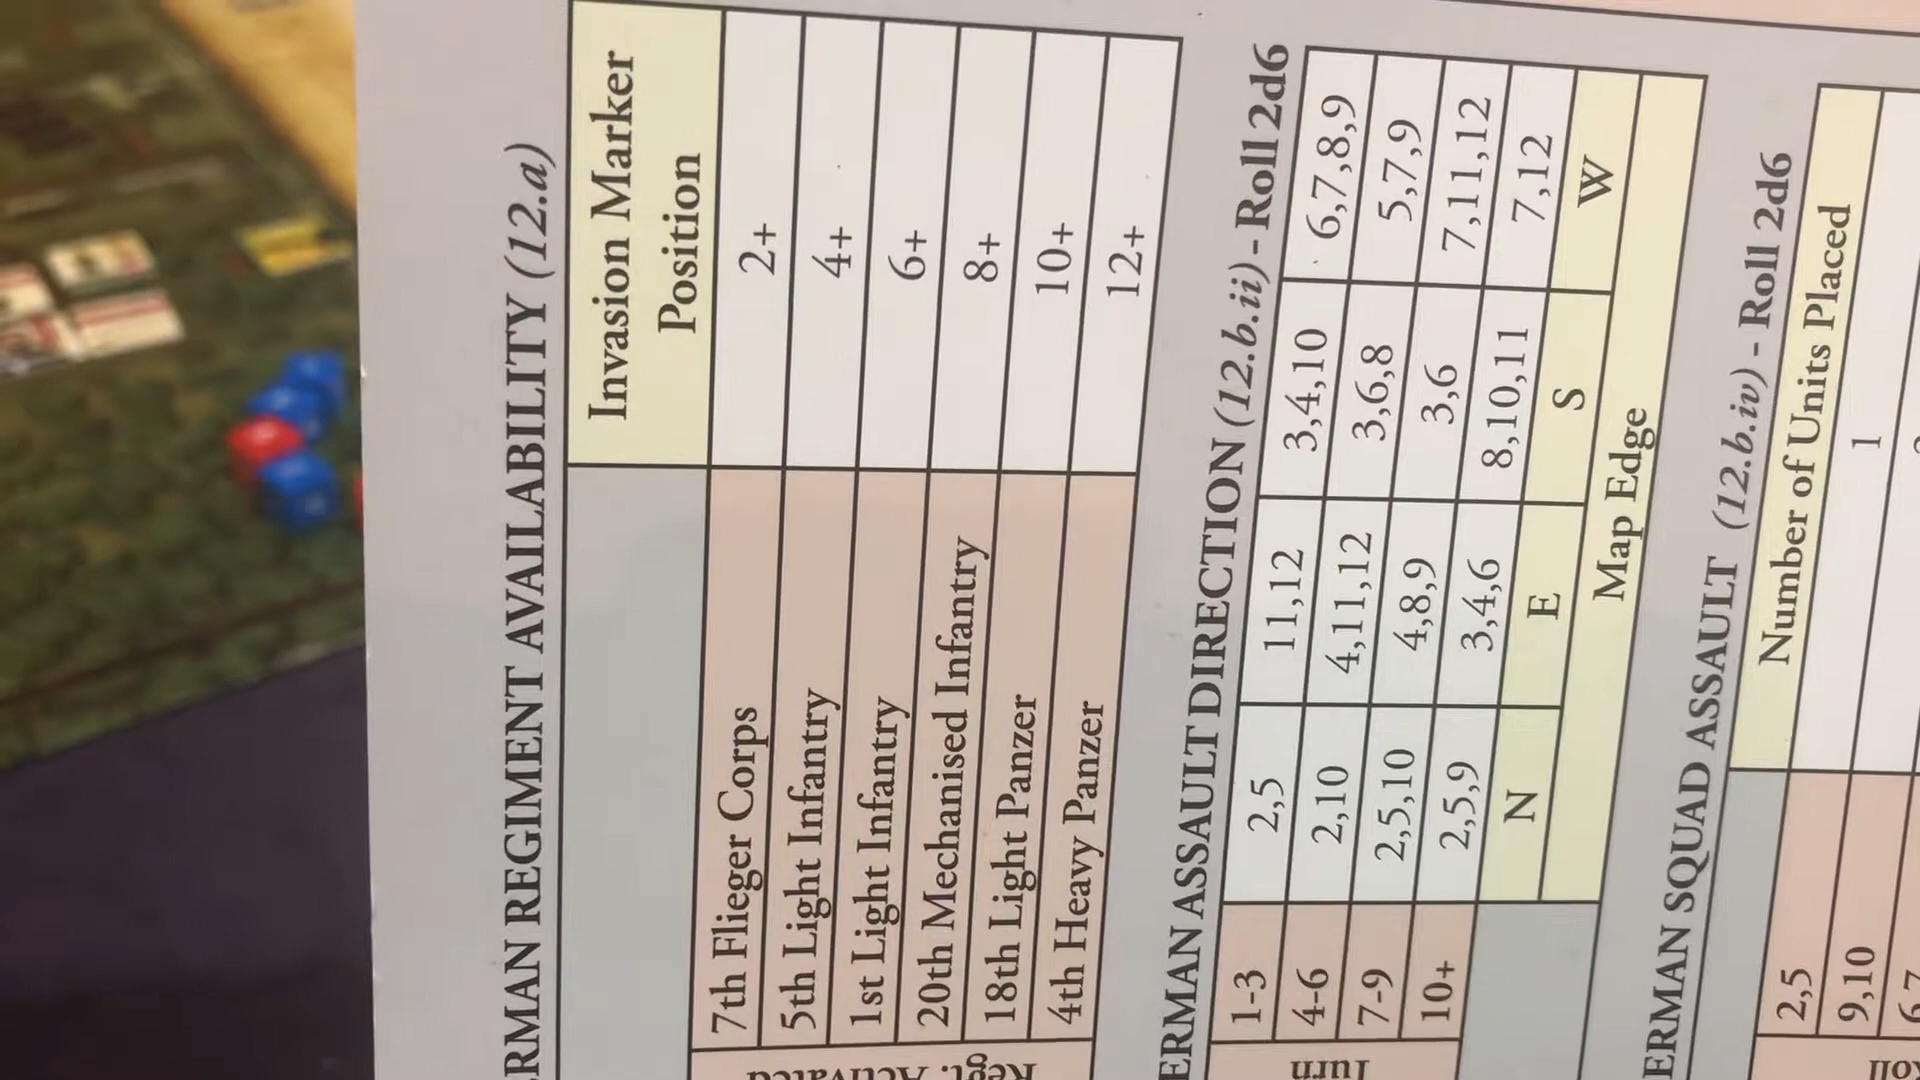 ERMAN REGIMENT AVAILABILITY (12.a)
Invasion Marker
Position
7th Flieger Corps 2+
5th Light Infantry 4+
1st Light Infantry 6+
20th Mechanised Infantry 8+
18th Light Panzer 10+
4th Heavy Panzer 12+
Regt. Activated
ERMAN ASSAULT DIRECTION (12.b.ii) - Roll 2d6
1-3 2,5 11,12 3,4,10 6,7,8,9
4-6 2,10 4,11,12 3,6,8 5,7,9
7-9 2,5,10 4,8,9 3,6 7,11,12
10+ 2,5,9 3,4,6 8,10,11 7,12
Turn
N E S W
Map Edge
ERMAN SQUAD ASSAULT (12.b.iv) - Roll 2d6
Number of Units Placed
2,5 1
9,10